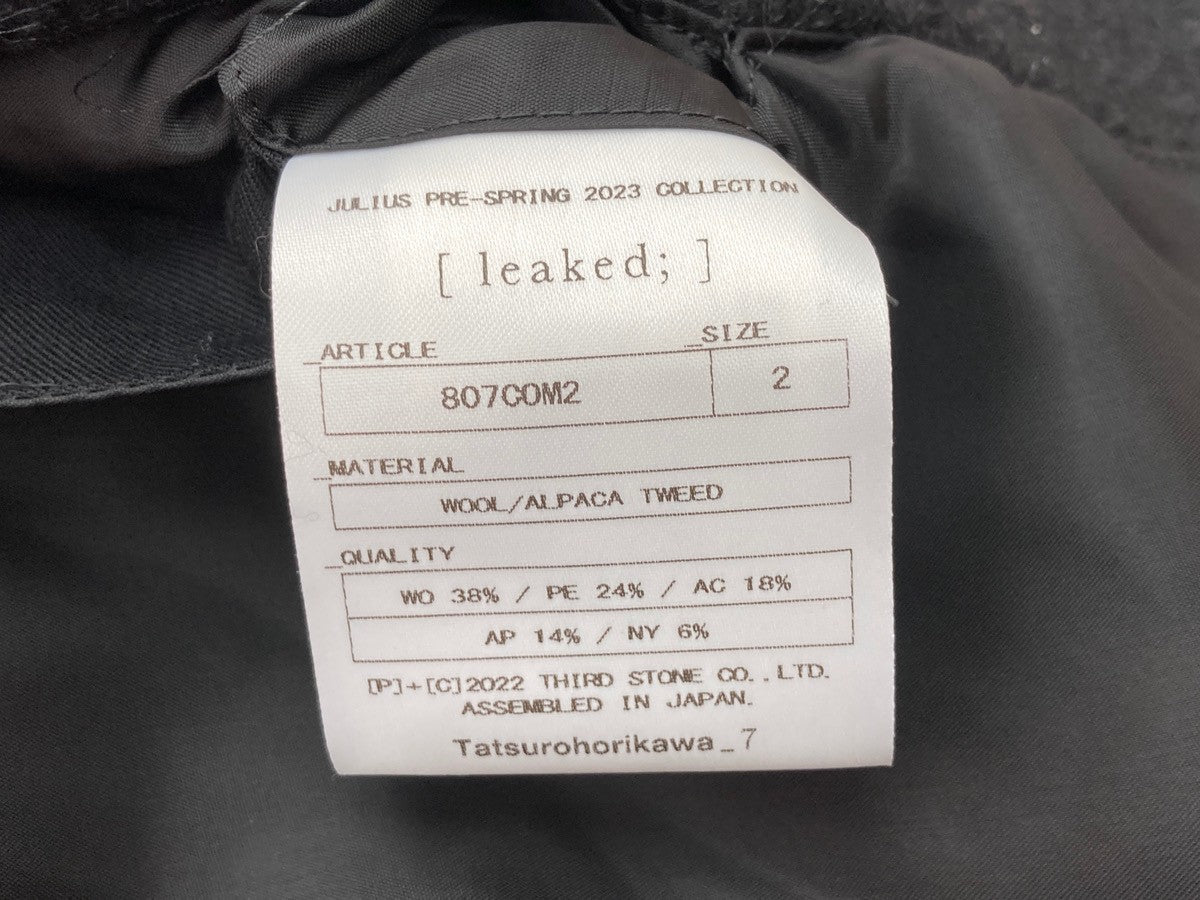 JULIUS PRE-SPRING 2023 COLLECTION
[ leaked; ]
_ARTICLE _SIZE
807COM2 2
_MATERIAL
WOOL/ALPACA TWEED
_QUALITY
WO 38% / PE 24% / AC 18%
AP 14% / NY 6%
[P]+[C]2022 THIRD STONE CO.,LTD.
ASSEMBLED IN JAPAN.
Tatsurohorikawa_7